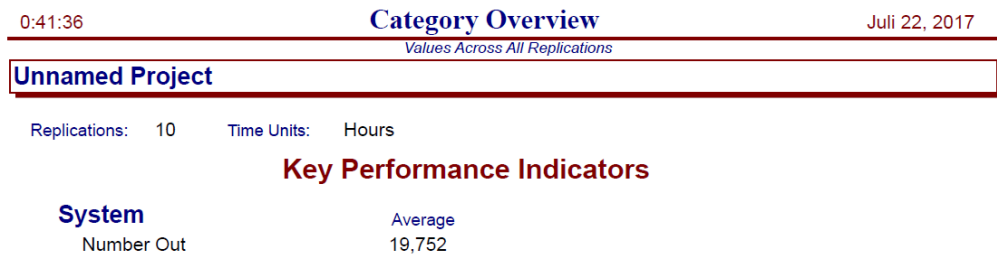 0:41:36 Category Overview Juli 22, 2017
Values Across All Replications
Unnamed Project
Replications: 10 Time Units: Hours
Key Performance Indicators
System Average
Number Out 19,752